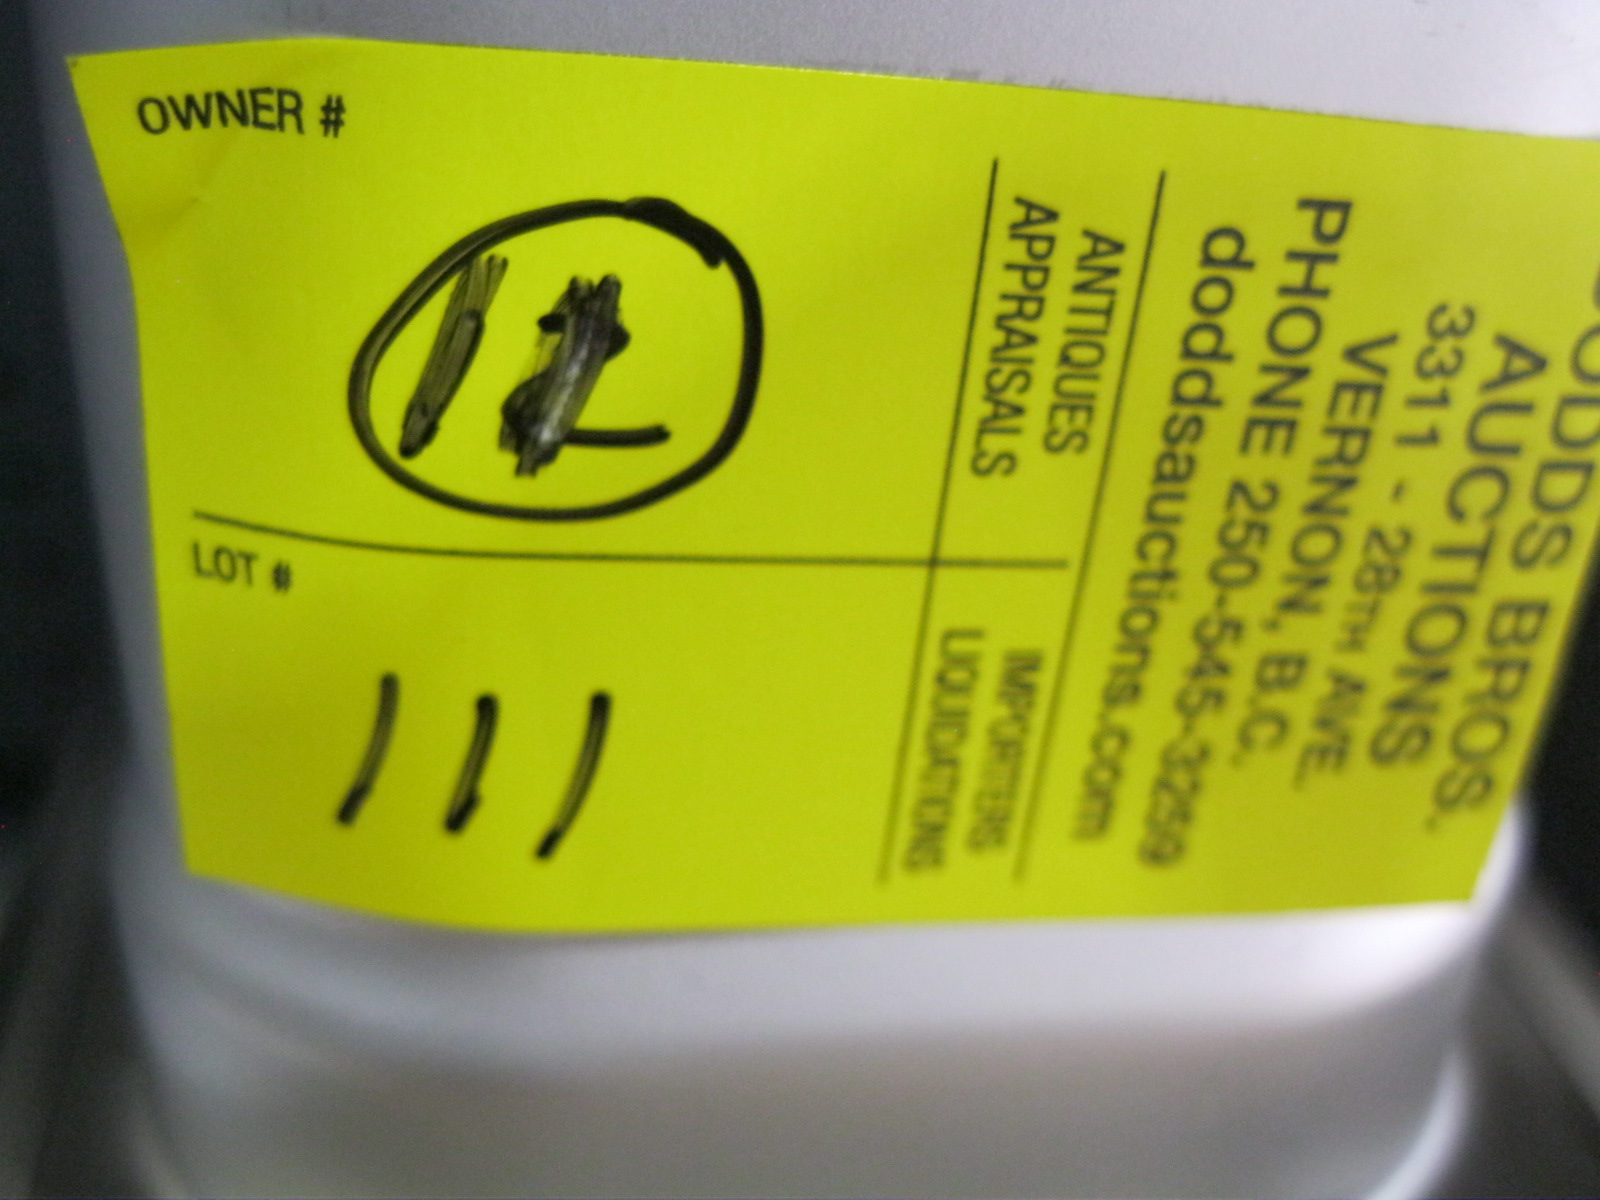 OWNER #
12
LOT #
111
DODDS BROS.
AUCTIONS
3311 - 28TH AVE.
VERNON, B.C.
PHONE 250-545-3259
doddsauctions.com
ANTIQUES
APPRAISALS
IMPORTERS
LIQUIDATIONS